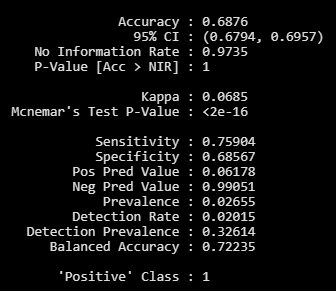 Accuracy : 0.6876
95% CI : (0.6794, 0.6957)
No Information Rate : 0.9735
P-Value [Acc > NIR] : 1
Kappa : 0.0685
Mcnemar's Test P-Value : <2e-16
Sensitivity : 0.75904
Specificity : 0.68567
Pos Pred Value : 0.06178
Neg Pred Value : 0.99051
Prevalence : 0.02655
Detection Rate : 0.02015
Detection Prevalence : 0.32614
Balanced Accuracy : 0.72235
'Positive' Class : 1